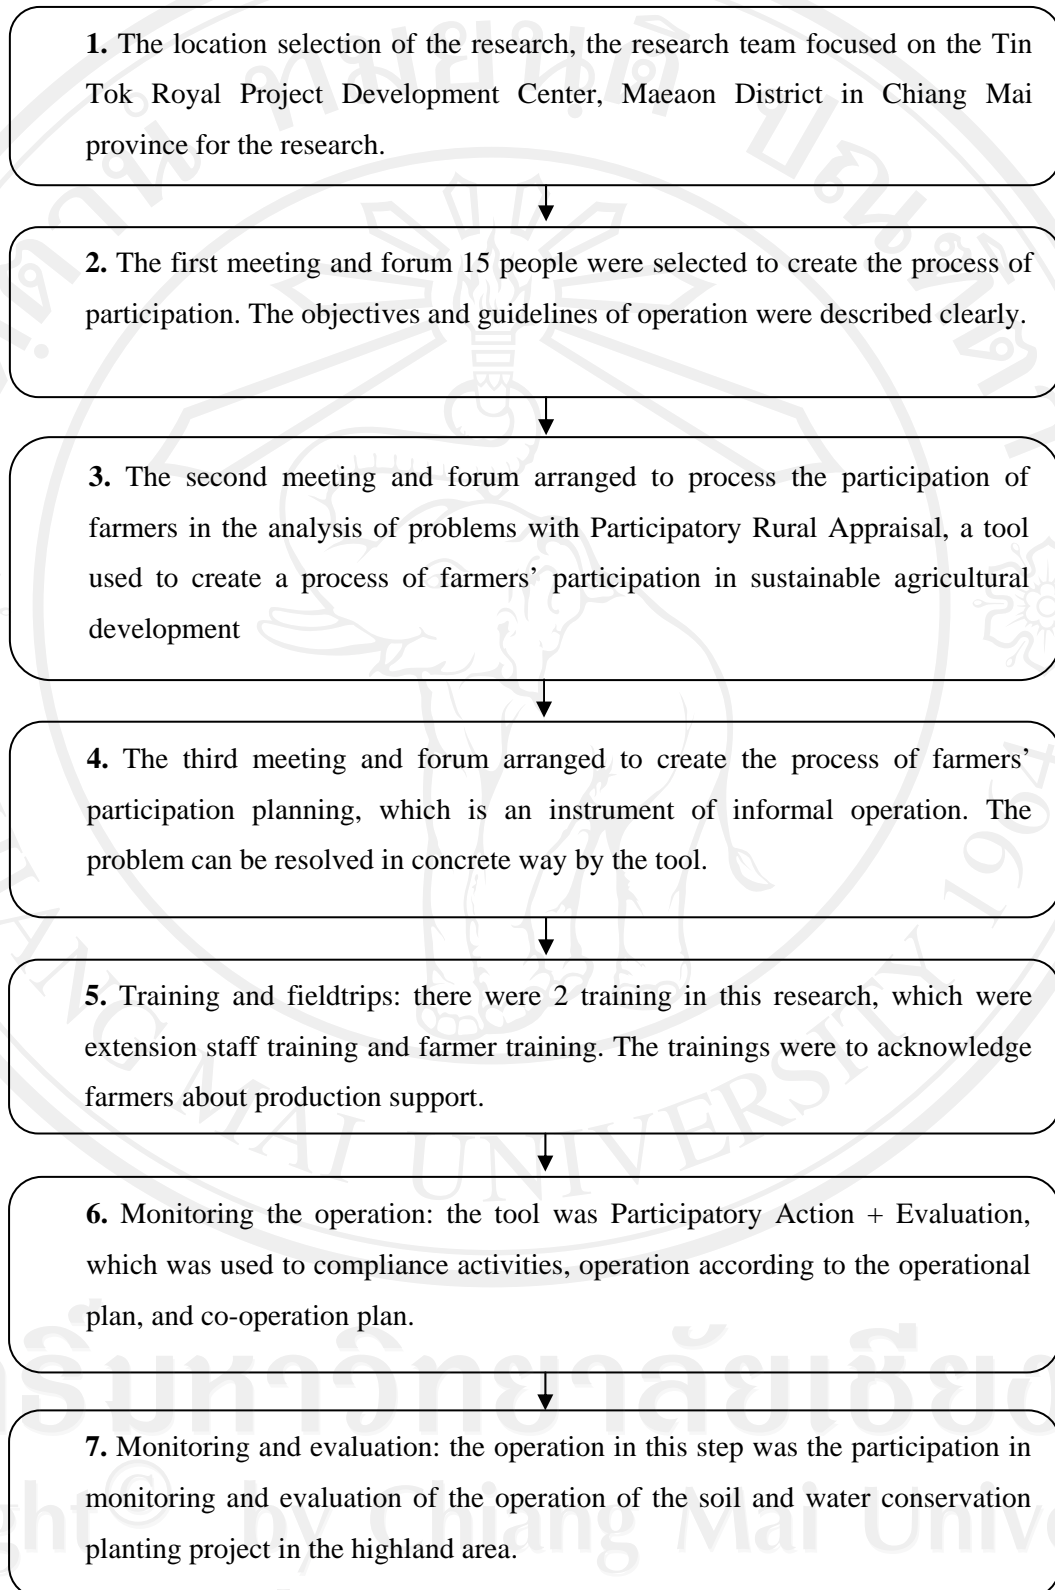 1. The location selection of the research, the research team focused on the Tin
Tok Royal Project Development Center, Maeaon District in Chiang Mai
province for the research.
2. The first meeting and forum 15 people were selected to create the process of
participation. The objectives and guidelines of operation were described clearly.
3. The second meeting and forum arranged to process the participation of
farmers in the analysis of problems with Participatory Rural Appraisal, a tool
used to create a process of farmers’ participation in sustainable agricultural
development
4. The third meeting and forum arranged to create the process of farmers’
participation planning, which is an instrument of informal operation. The
problem can be resolved in concrete way by the tool.
5. Training and fieldtrips: there were 2 training in this research, which were
extension staff training and farmer training. The trainings were to acknowledge
farmers about production support.
6. Monitoring the operation: the tool was Participatory Action + Evaluation,
which was used to compliance activities, operation according to the operational
plan, and co-operation plan.
7. Monitoring and evaluation: the operation in this step was the participation in
monitoring and evaluation of the operation of the soil and water conservation
planting project in the highland area.
MAI UNIVERSITY 1964
© by Chiang Mai